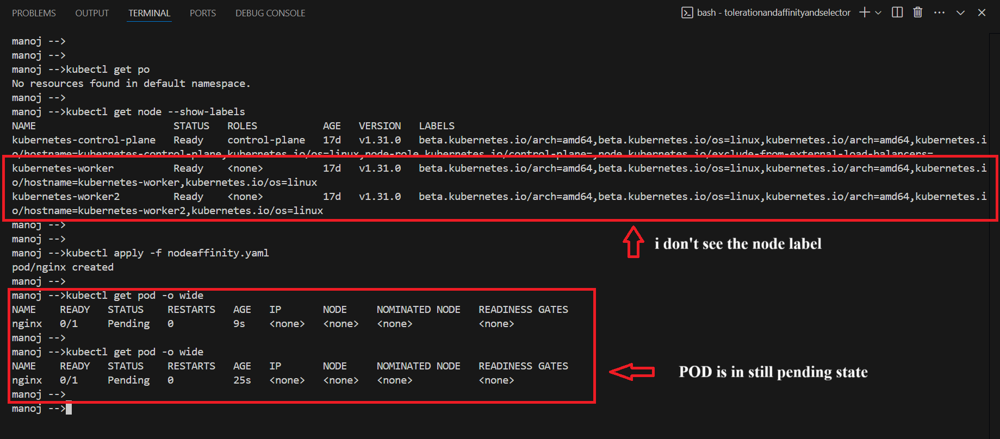 PROBLEMS OUTPUT TERMINAL PORTS DEBUG CONSOLE bash - tolerationandaffinityandselector
manoj -->
manoj -->
manoj -->kubectl get po
No resources found in default namespace.
manoj -->
manoj -->kubectl get node --show-labels
NAME STATUS ROLES AGE VERSION LABELS
kubernetes-control-plane Ready control-plane 17d v1.31.0 beta.kubernetes.io/arch=amd64,beta.kubernetes.io/os=linux,kubernetes.io/arch=amd64,kubernetes.i
o/hostname=kubernetes-control-plane,kubernetes.io/os=linux,node-role.kubernetes.io/control-plane=,node.kubernetes.io/exclude-from-external-load-balancers=
kubernetes-worker Ready <none> 17d v1.31.0 beta.kubernetes.io/arch=amd64,beta.kubernetes.io/os=linux,kubernetes.io/arch=amd64,kubernetes.i
o/hostname=kubernetes-worker,kubernetes.io/os=linux
kubernetes-worker2 Ready <none> 17d v1.31.0 beta.kubernetes.io/arch=amd64,beta.kubernetes.io/os=linux,kubernetes.io/arch=amd64,kubernetes.i
o/hostname=kubernetes-worker2,kubernetes.io/os=linux
manoj -->
manoj -->
i don't see the node label
manoj -->kubectl apply -f nodeaffinity.yaml
pod/nginx created
manoj -->
manoj -->kubectl get pod -o wide
NAME READY STATUS RESTARTS AGE IP NODE NOMINATED NODE READINESS GATES
nginx 0/1 Pending 0 9s <none> <none> <none> <none>
manoj -->
manoj -->kubectl get pod -o wide
NAME READY STATUS RESTARTS AGE IP NODE NOMINATED NODE READINESS GATES
nginx 0/1 Pending 0 25s <none> <none> <none> <none>
POD is in still pending state
manoj -->
manoj -->